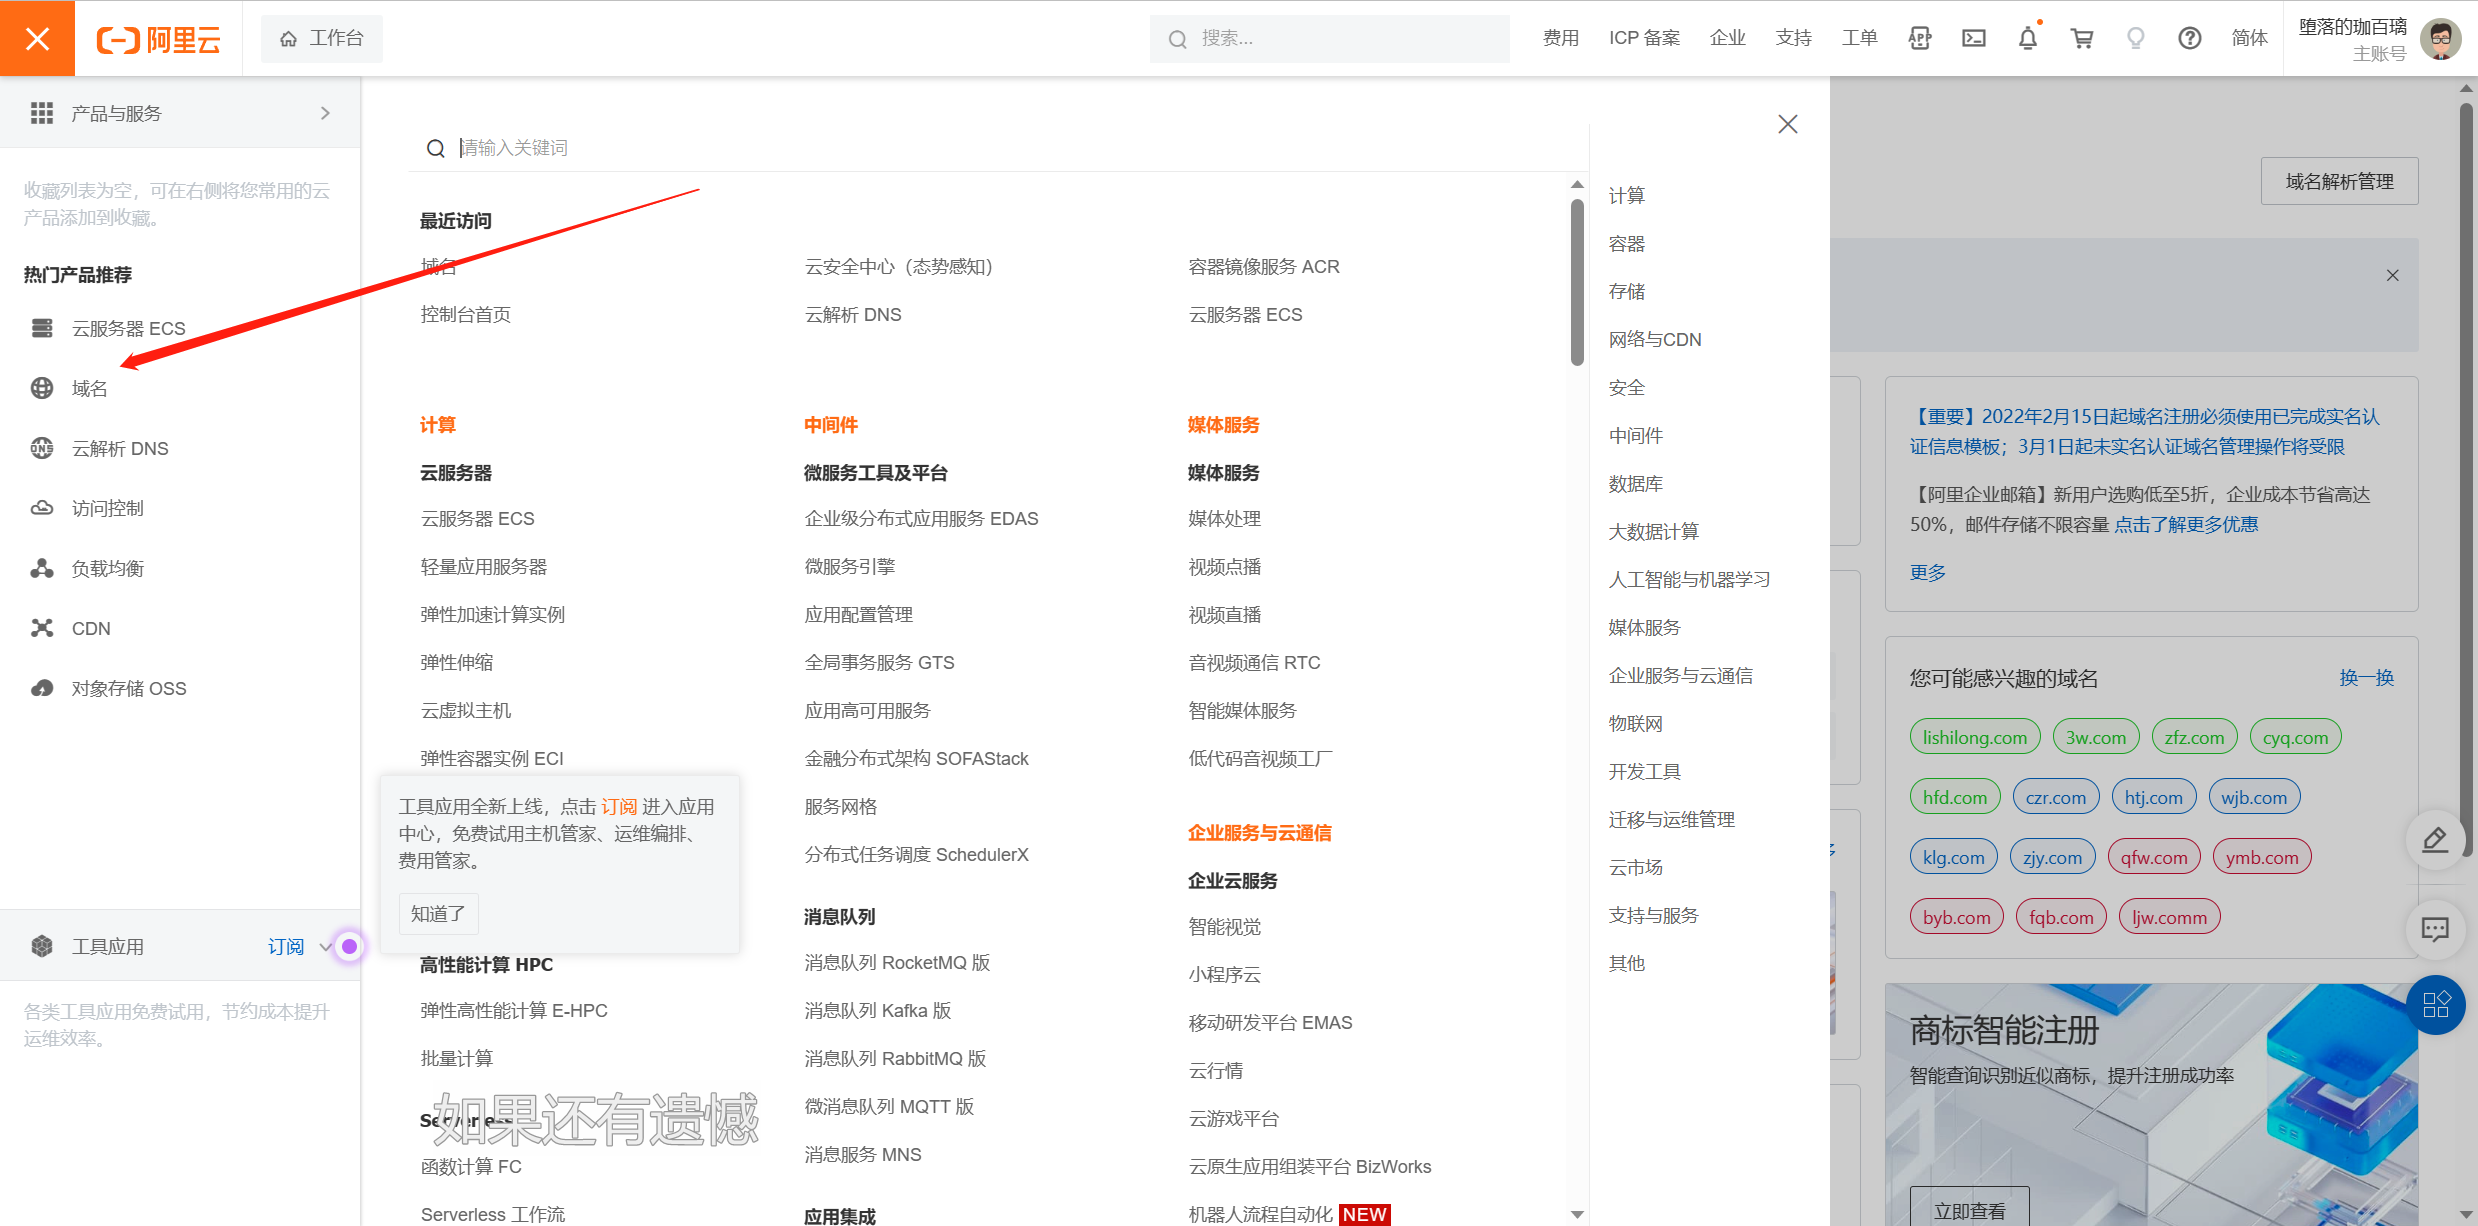 阿里云
工作台
搜索...
费用
ICP 备案
企业
支持
工单
简体
堕落的珈百璃
主账号
产品与服务
收藏列表为空，可在右侧将您常用的云
产品添加到收藏。
热门产品推荐
云服务器 ECS
域名
云解析 DNS
访问控制
负载均衡
CDN
对象存储 OSS
工具应用
订阅
各类工具应用免费试用，节约成本提升
运维效率。
请输入关键词
最近访问
域名
云安全中心（态势感知）
容器镜像服务 ACR
控制台首页
云解析 DNS
云服务器 ECS
计算
云服务器
云服务器 ECS
轻量应用服务器
弹性加速计算实例
弹性伸缩
云虚拟主机
弹性容器实例 ECI
工具应用全新上线，点击 订阅 进入应用
中心，免费试用主机管家、运维编排、
费用管家。
知道了
高性能计算 HPC
弹性高性能计算 E-HPC
批量计算
Serverless
如果还有遗憾
函数计算 FC
Serverless 工作流
中间件
微服务工具及平台
企业级分布式应用服务 EDAS
微服务引擎
应用配置管理
全局事务服务 GTS
应用高可用服务
金融分布式架构 SOFAStack
服务网格
分布式任务调度 SchedulerX
消息队列
消息队列 RocketMQ 版
消息队列 Kafka 版
消息队列 RabbitMQ 版
微消息队列 MQTT 版
消息服务 MNS
应用集成
媒体服务
媒体服务
媒体处理
视频点播
视频直播
音视频通信 RTC
智能媒体服务
低代码音视频工厂
企业服务与云通信
企业云服务
智能视觉
小程序云
移动研发平台 EMAS
云行情
云游戏平台
云原生应用组装平台 BizWorks
机器人流程自动化 NEW
计算
容器
存储
网络与CDN
安全
中间件
数据库
大数据计算
人工智能与机器学习
媒体服务
企业服务与云通信
物联网
开发工具
迁移与运维管理
云市场
支持与服务
其他
域名解析管理
【重要】2022年2月15日起域名注册必须使用已完成实名认
证信息模板；3月1日起未实名认证域名管理操作将受限
【阿里企业邮箱】新用户选购低至5折，企业成本节省高达
50%，邮件存储不限容量 点击了解更多优惠
更多
您可能感兴趣的域名
换一换
lishilong.com
3w.com
zfz.com
cyq.com
hfd.com
czr.com
htj.com
wjb.com
klg.com
zjy.com
qfw.com
ymb.com
byb.com
fqb.com
ljw.comm
商标智能注册
智能查询识别近似商标，提升注册成功率
立即查看